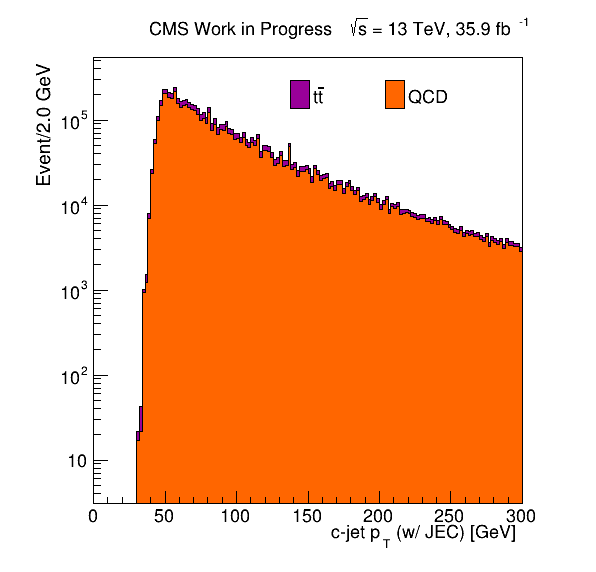 CMS Work in Progress √s = 13 TeV, 35.9 fb⁻¹
Event/2.0 GeV
tt̄ QCD
10⁵
10⁴
10³
10²
10
0 50 100 150 200 250 300
c-jet p_T (w/ JEC) [GeV]